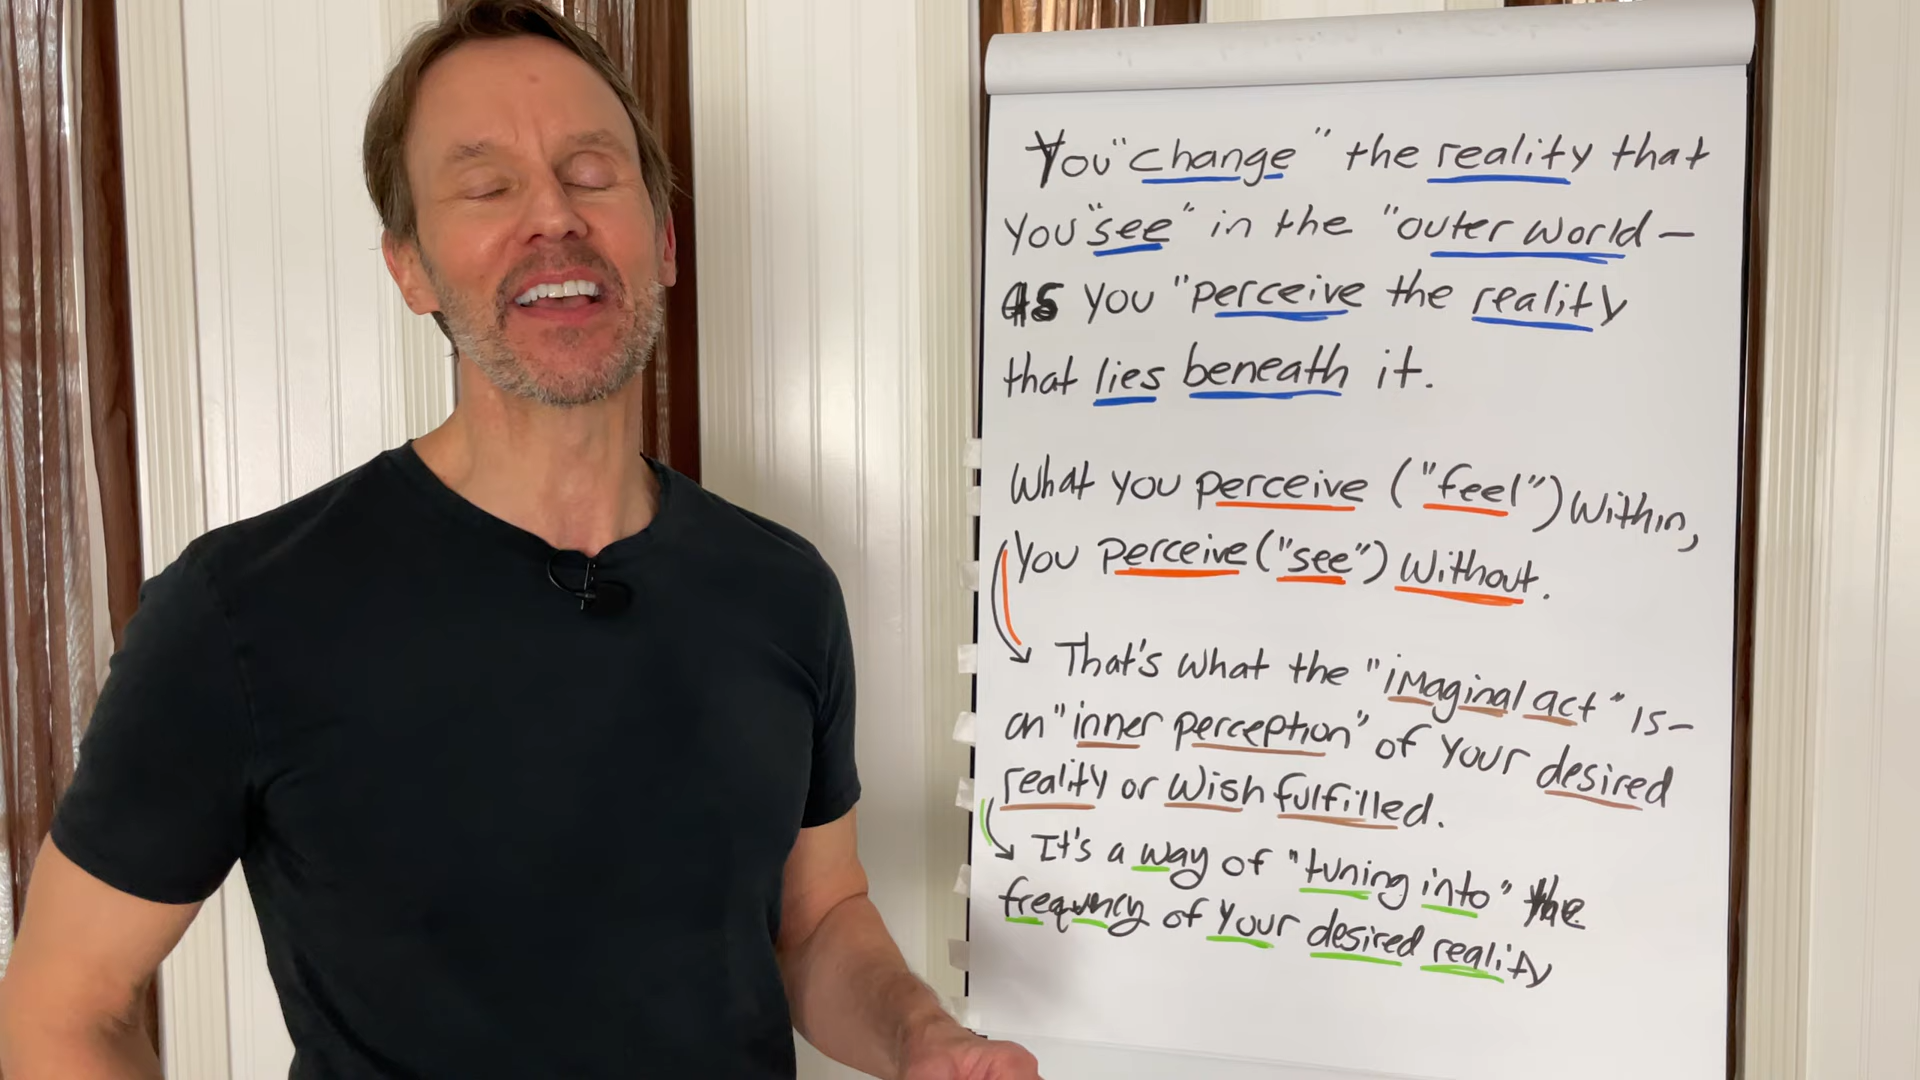 You "change" the reality that
you "see" in the "outer world –
as you "perceive the reality
that lies beneath it.
What you perceive ("feel") within,
you perceive ("see") without.
That's what the "imaginal act" is–
an "inner perception" of your desired
reality or wish fulfilled.
It's a way of "tuning into" the
frequency of your desired reality